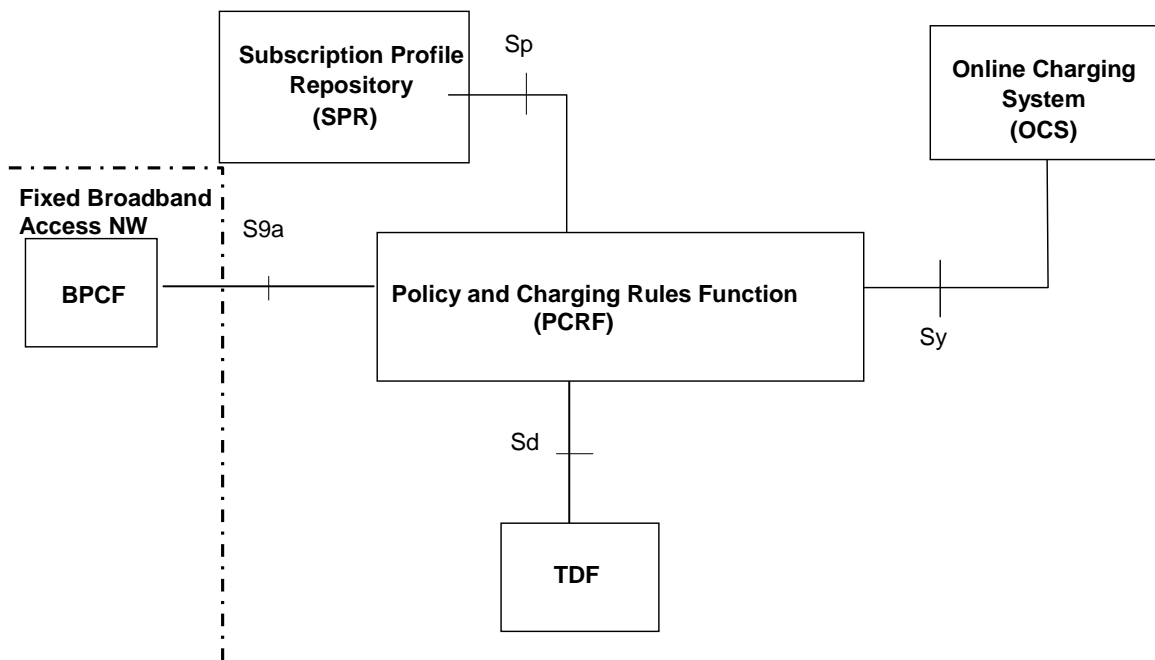 Subscription Profile
Repository
(SPR)
Sp
Online Charging
System
(OCS)
Fixed Broadband
Access NW
S9a
BPCF
Policy and Charging Rules Function
(PCRF)
Sy
Sd
TDF